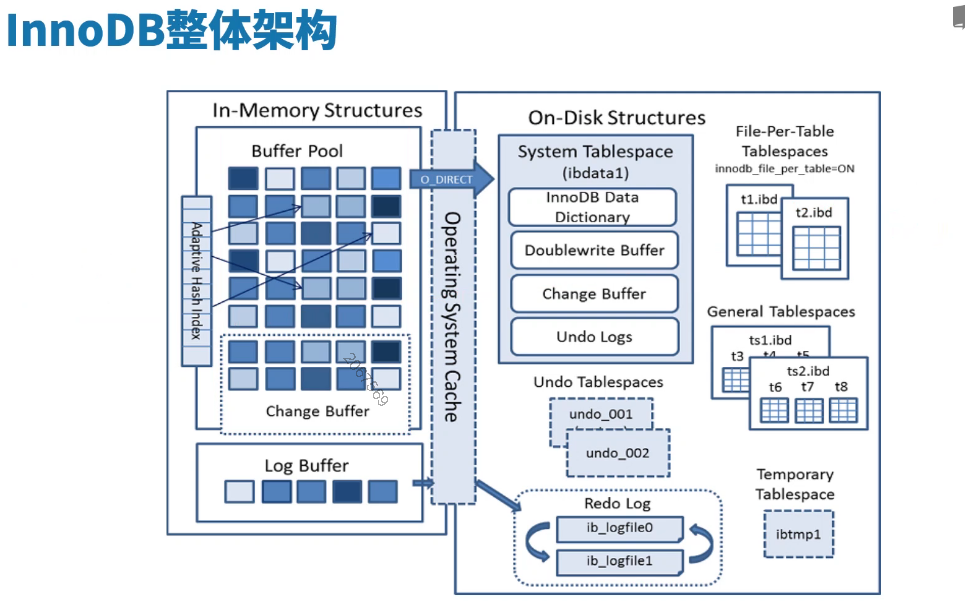 InnoDB整体架构
In-Memory Structures
Buffer Pool
Adaptive Hash Index
Change Buffer
2067569
Log Buffer
O_DIRECT
Operating System Cache
On-Disk Structures
System Tablespace
(ibdata1)
InnoDB Data
Dictionary
Doublewrite Buffer
Change Buffer
Undo Logs
Undo Tablespaces
undo_001
undo_002
Redo Log
ib_logfile0
ib_logfile1
File-Per-Table
Tablespaces
innodb_file_per_table=ON
t1.ibd
t2.ibd
General Tablespaces
ts1.ibd
t3 t4 t5
ts2.ibd
t6 t7 t8
Temporary
Tablespace
ibtmp1